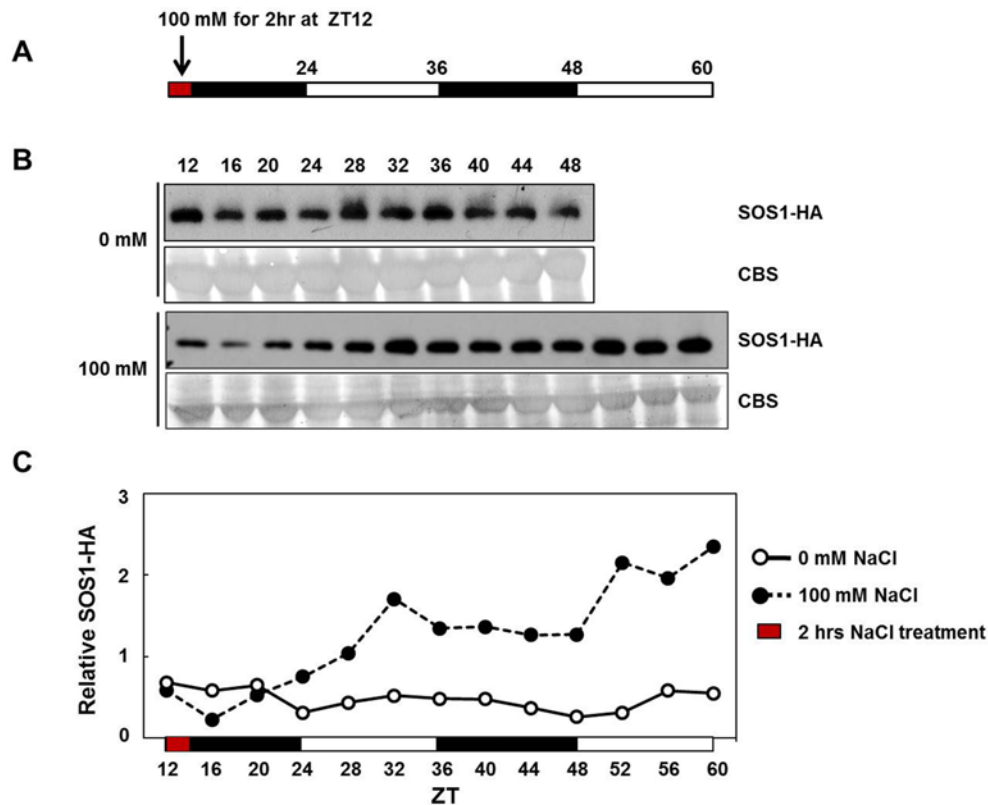 100 mM for 2hr at ZT12
A
24 36 48 60
B
12 16 20 24 28 32 36 40 44 48
0 mM
SOS1-HA
CBS
100 mM
SOS1-HA
CBS
C
Relative SOS1-HA
3
2
1
0
12 16 20 24 28 32 36 40 44 48 52 56 60
ZT
0 mM NaCl
100 mM NaCl
2 hrs NaCl treatment